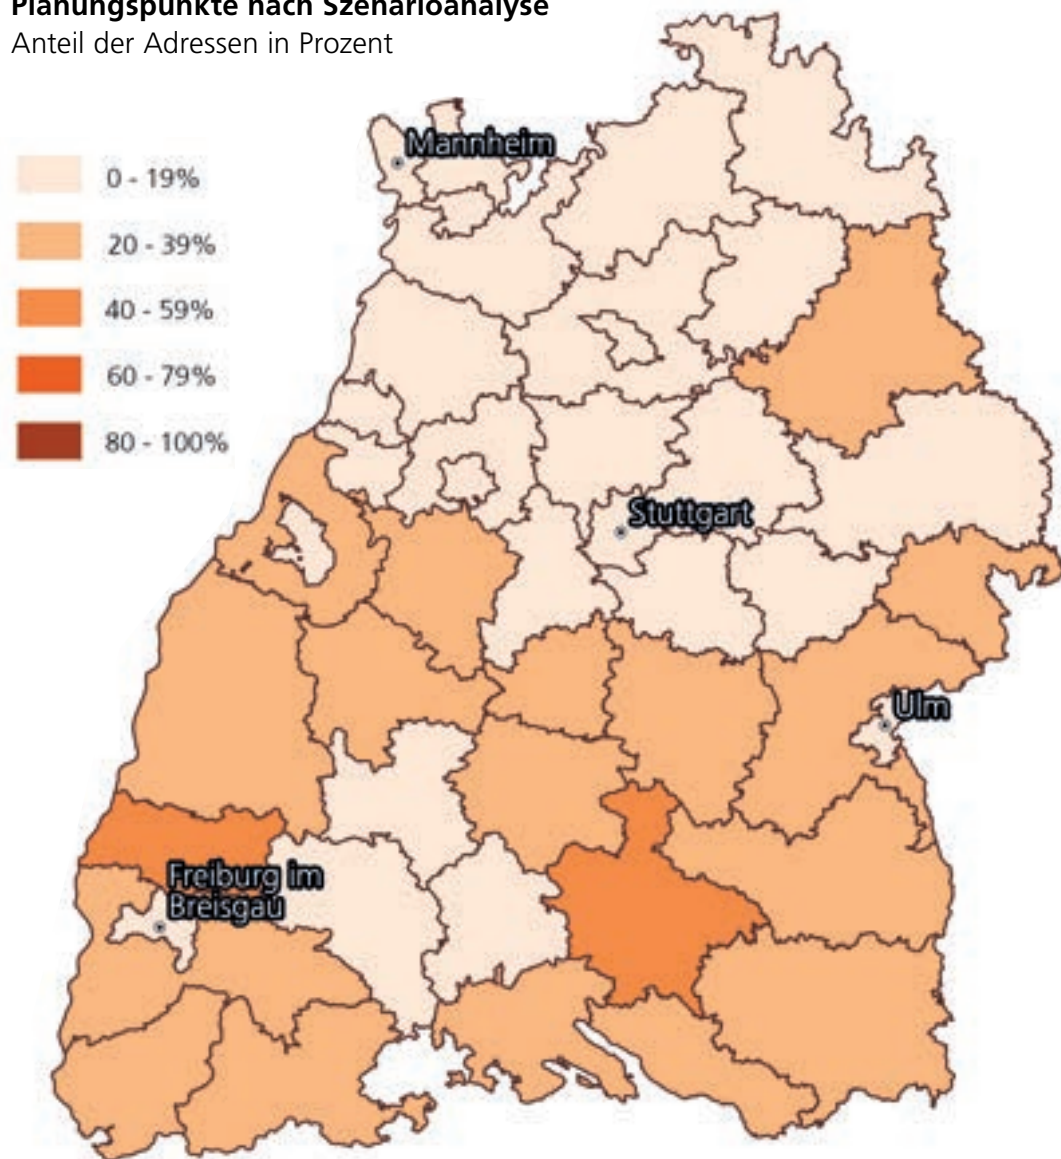 Planungspunkte nach Szenarioanalyse
Anteil der Adressen in Prozent
0 - 19%
20 - 39%
40 - 59%
60 - 79%
80 - 100%
Mannheim
Stuttgart
Ulm
Freiburg im
Breisgau